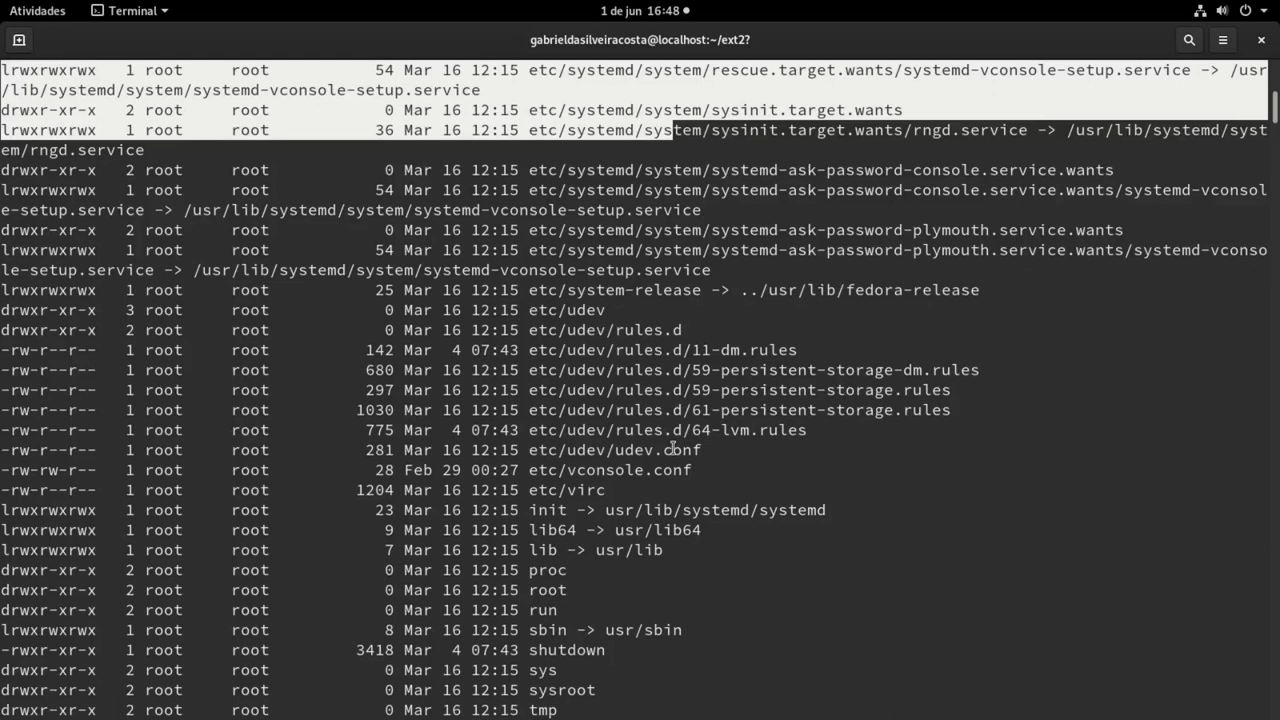 Atividades Terminal 1 de jun 16:48
gabrieldasilveiracosta@localhost:~/ext2?
lrwxrwxrwx 1 root root 54 Mar 16 12:15 etc/systemd/system/rescue.target.wants/systemd-vconsole-setup.service -> /usr
/lib/systemd/system/systemd-vconsole-setup.service
drwxr-xr-x 2 root root 0 Mar 16 12:15 etc/systemd/system/sysinit.target.wants
lrwxrwxrwx 1 root root 36 Mar 16 12:15 etc/systemd/system/sysinit.target.wants/rngd.service -> /usr/lib/systemd/syst
em/rngd.service
drwxr-xr-x 2 root root 0 Mar 16 12:15 etc/systemd/system/systemd-ask-password-console.service.wants
lrwxrwxrwx 1 root root 54 Mar 16 12:15 etc/systemd/system/systemd-ask-password-console.service.wants/systemd-vconsol
e-setup.service -> /usr/lib/systemd/system/systemd-vconsole-setup.service
drwxr-xr-x 2 root root 0 Mar 16 12:15 etc/systemd/system/systemd-ask-password-plymouth.service.wants
lrwxrwxrwx 1 root root 54 Mar 16 12:15 etc/systemd/system/systemd-ask-password-plymouth.service.wants/systemd-vconso
le-setup.service -> /usr/lib/systemd/system/systemd-vconsole-setup.service
lrwxrwxrwx 1 root root 25 Mar 16 12:15 etc/system-release -> ../usr/lib/fedora-release
drwxr-xr-x 3 root root 0 Mar 16 12:15 etc/udev
drwxr-xr-x 2 root root 0 Mar 16 12:15 etc/udev/rules.d
-rw-r--r-- 1 root root 142 Mar 4 07:43 etc/udev/rules.d/11-dm.rules
-rw-r--r-- 1 root root 680 Mar 16 12:15 etc/udev/rules.d/59-persistent-storage-dm.rules
-rw-r--r-- 1 root root 297 Mar 16 12:15 etc/udev/rules.d/59-persistent-storage.rules
-rw-r--r-- 1 root root 1030 Mar 16 12:15 etc/udev/rules.d/61-persistent-storage.rules
-rw-r--r-- 1 root root 775 Mar 4 07:43 etc/udev/rules.d/64-lvm.rules
-rw-r--r-- 1 root root 281 Mar 16 12:15 etc/udev/udev.conf
-rw-r--r-- 1 root root 28 Feb 29 00:27 etc/vconsole.conf
-rw-r--r-- 1 root root 1204 Mar 16 12:15 etc/virc
lrwxrwxrwx 1 root root 23 Mar 16 12:15 init -> usr/lib/systemd/systemd
lrwxrwxrwx 1 root root 9 Mar 16 12:15 lib64 -> usr/lib64
lrwxrwxrwx 1 root root 7 Mar 16 12:15 lib -> usr/lib
drwxr-xr-x 2 root root 0 Mar 16 12:15 proc
drwxr-xr-x 2 root root 0 Mar 16 12:15 root
drwxr-xr-x 2 root root 0 Mar 16 12:15 run
lrwxrwxrwx 1 root root 8 Mar 16 12:15 sbin -> usr/sbin
-rwxr-xr-x 1 root root 3418 Mar 4 07:43 shutdown
drwxr-xr-x 2 root root 0 Mar 16 12:15 sys
drwxr-xr-x 2 root root 0 Mar 16 12:15 sysroot
drwxr-xr-x 2 root root 0 Mar 16 12:15 tmp